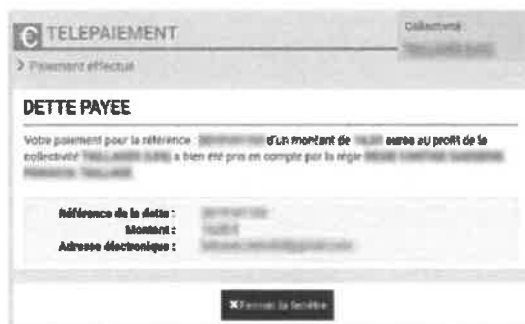 € TELEPAIEMENT
Collectivité
> Paiement effectué
DETTE PAYEE
Votre paiement pour la référence : d'un montant de euros au profit de la
collectivité a bien été pris en compte par la régie
Référence de la dette :
Montant :
Adresse électronique :
✖Fermer la fenêtre